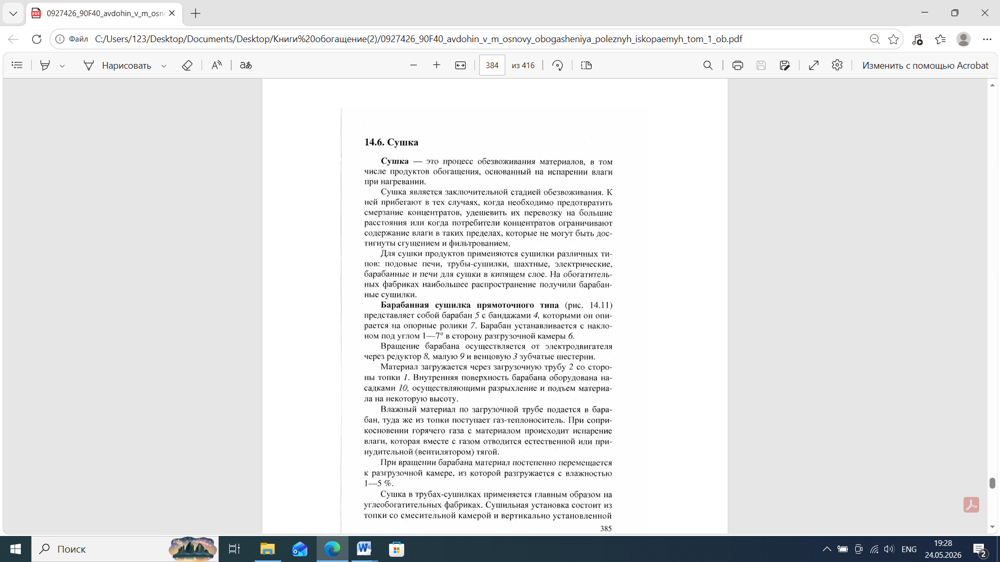 0927426_90F40_avdohin_v_m_osno
Файл
C:/Users/123/Desktop/Documents/Desktop/Книги%20обогащение(2)/0927426_90F40_avdohin_v_m_osnovy_obogasheniya_poleznyh_iskopaemyh_tom_1_ob.pdf
Нарисовать
аあ
384 из 416
Изменить с помощью Acrobat
14.6. Сушка
Сушка — это процесс обезвоживания материалов, в том
числе продуктов обогащения, основанный на испарении влаги
при нагревании.
Сушка является заключительной стадией обезвоживания. К
ней прибегают в тех случаях, когда необходимо предотвратить
смерзание концентратов, удешевить их перевозку на большие
расстояния или когда потребители концентратов ограничивают
содержание влаги в таких пределах, которые не могут быть дос-
тигнуты сгущением и фильтрованием.
Для сушки продуктов применяются сушилки различных ти-
пов: подовые печи, трубы-сушилки, шахтные, электрические,
барабанные и печи для сушки в кипящем слое. На обогатитель-
ных фабриках наибольшее распространение получили барабан-
ные сушилки.
Барабанная сушилка прямоточного типа (рис. 14.11)
представляет собой барабан 5 с бандажами 4, которыми он опи-
рается на опорные ролики 7. Барабан устанавливается с накло-
ном под углом 1—7° в сторону разгрузочной камеры 6.
Вращение барабана осуществляется от электродвигателя
через редуктор 8, малую 9 и венцовую 3 зубчатые шестерни.
Материал загружается через загрузочную трубу 2 со сторо-
ны топки 1. Внутренняя поверхность барабана оборудована на-
садками 10, осуществляющими разрыхление и подъем материа-
ла на некоторую высоту.
Влажный материал по загрузочной трубе подается в бара-
бан, туда же из топки поступает газ-теплоноситель. При сопри-
косновении горячего газа с материалом происходит испарение
влаги, которая вместе с газом отводится естественной или при-
нудительной (вентилятором) тягой.
При вращении барабана материал постепенно перемещается
к разгрузочной камере, из которой разгружается с влажностью
1—5 %.
Сушка в трубах-сушилках применяется главным образом на
углеобогатительных фабриках. Сушильная установка состоит из
топки со смесительной камерой и вертикально установленной
385
Поиск
ENG
19:28
24.05.2026
2